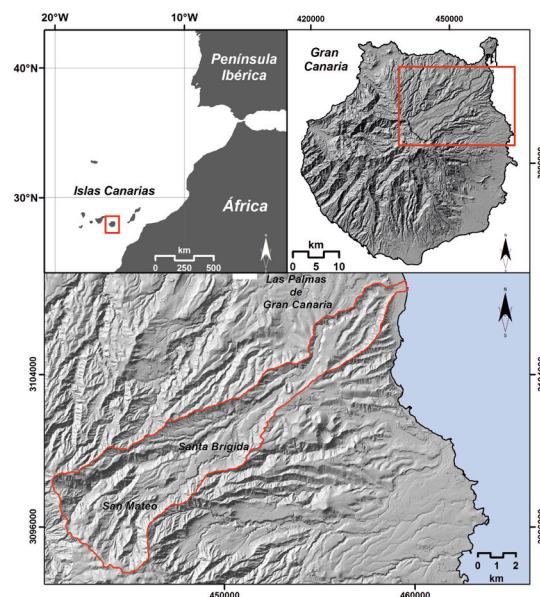 20°W
10°W
40°N
30°N
Península
Ibérica
Islas Canarias
África
km
0 250 500
N
420000
450000
Gran
Canaria
km
0 5 10
N
S
Las Palmas
de
Gran Canaria
N
S
3104000
Santa Brígida
San Mateo
3096000
0 1 2
km
450000
460000